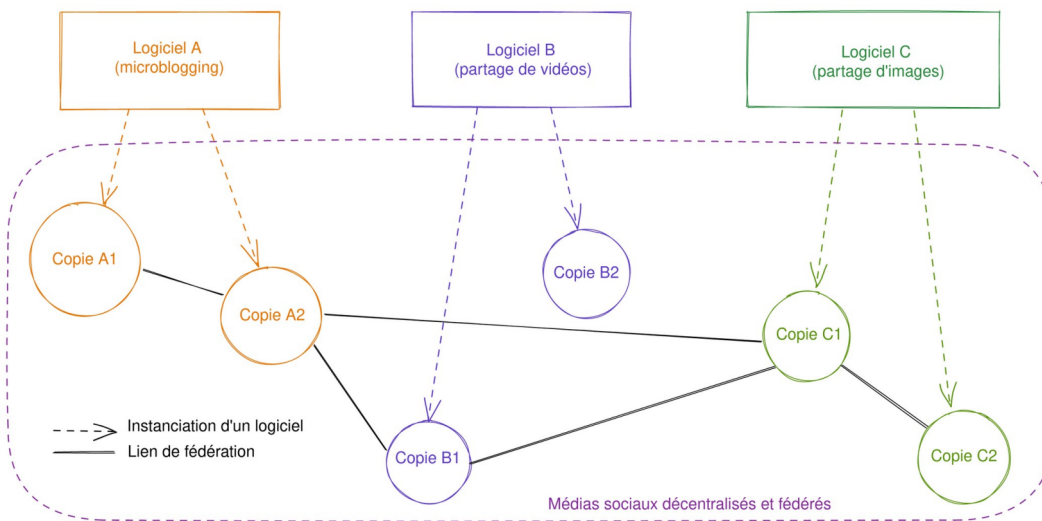 Logiciel A
(microblogging)
Logiciel B
(partage de vidéos)
Logiciel C
(partage d'images)
Copie A1
Copie A2
Copie B2
Copie C1
Copie B1
Copie C2
Instanciation d'un logiciel
Lien de fédération
Médias sociaux décentralisés et fédérés